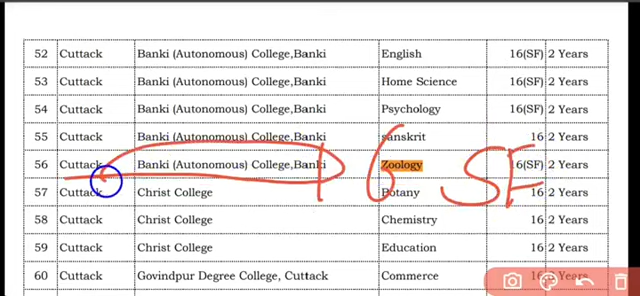 52 Cuttack Banki (Autonomous) College,Banki English 16(SF) 2 Years
53 Cuttack Banki (Autonomous) College,Banki Home Science 16(SF) 2 Years
54 Cuttack Banki (Autonomous) College,Banki Psychology 16(SF) 2 Years
55 Cuttack Banki (Autonomous) College,Banki sanskrit 16 2 Years
56 Cuttack Banki (Autonomous) College,Banki Zoology 16(SF) 2 Years
6 SF
57 Cuttack Christ College Botany 16 2 Years
58 Cuttack Christ College Chemistry 16 2 Years
59 Cuttack Christ College Education 16 2 Years
60 Cuttack Govindpur Degree College, Cuttack Commerce 16 2 Years